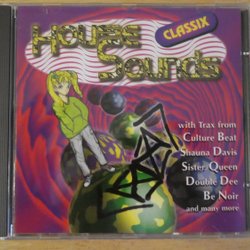 CLASSIX
House
Sounds
with Trax from
Culture Beat
Shauna Davis
Sister Queen
Double Dee
Be Noir
and many more